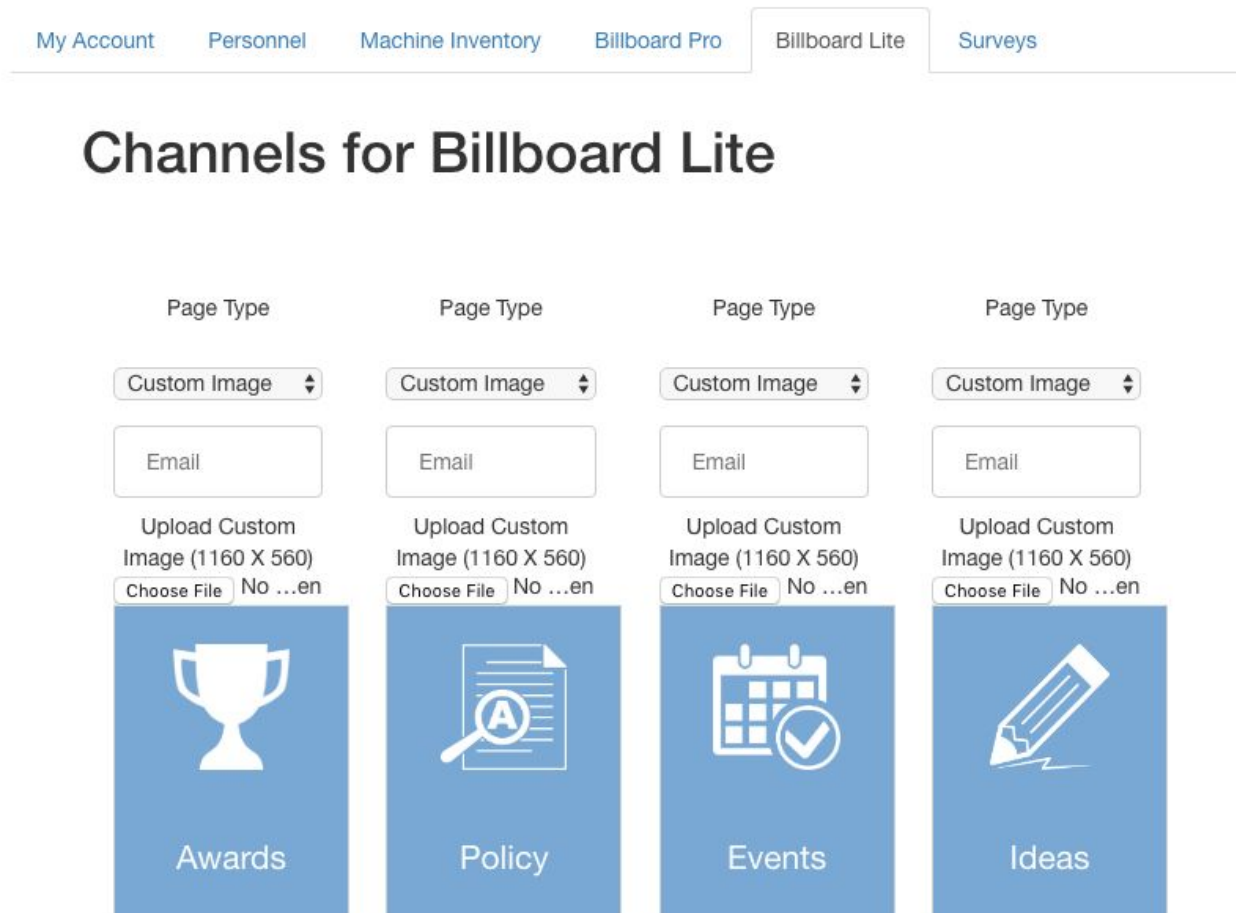 My Account Personnel Machine Inventory Billboard Pro Billboard Lite Surveys
Channels for Billboard Lite
Page Type Page Type Page Type Page Type
Custom Image Custom Image Custom Image Custom Image
Email Email Email Email
Upload Custom Upload Custom Upload Custom Upload Custom
Image (1160 X 560) Image (1160 X 560) Image (1160 X 560) Image (1160 X 560)
Choose File No ...en Choose File No ...en Choose File No ...en Choose File No ...en
A
Awards Policy Events Ideas